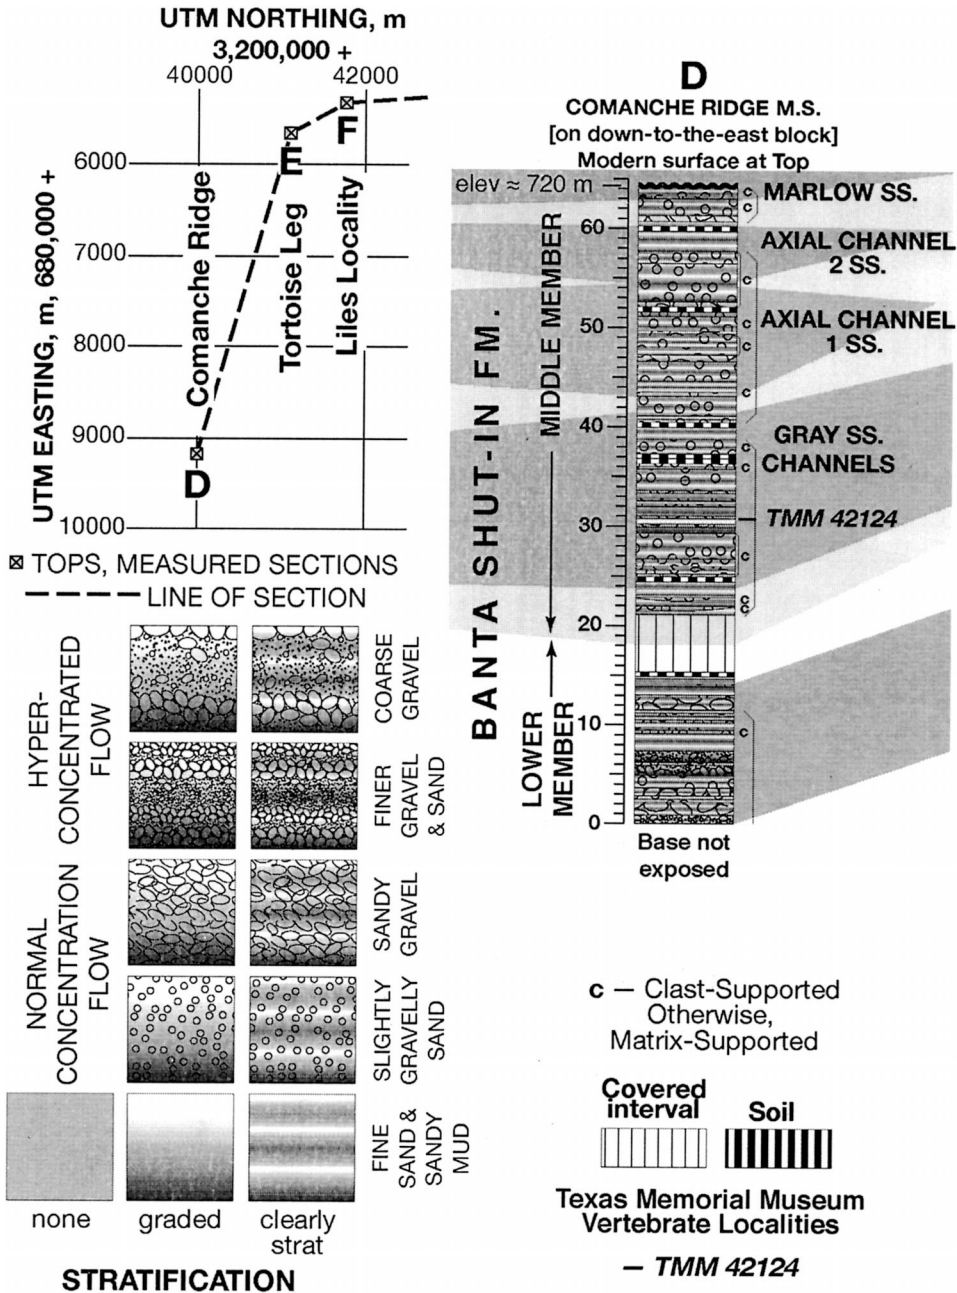 UTM NORTHING, m
3,200,000 +
40000
42000
UTM EASTING, m, 680,000 +
6000
7000
8000
9000
10000
D
E
F
Comanche Ridge
Tortoise Leg
Liles Locality
TOPS, MEASURED SECTIONS
LINE OF SECTION
HYPER-
CONCENTRATED
FLOW
NORMAL
CONCENTRATION
FLOW
COARSE
GRAVEL
FINER
GRAVEL
& SAND
SANDY
GRAVEL
SLIGHTLY
GRAVELLY
SAND
FINE
SAND &
SANDY
MUD
none
graded
clearly
strat
STRATIFICATION
D
COMANCHE RIDGE M.S.
[on down-to-the-east block]
Modern surface at Top
elev ≈ 720 m
60
50
40
30
20
10
0
BANTA SHUT-IN FM.
MIDDLE MEMBER
LOWER
MEMBER
c
c
c
c
c
c
c
c
c
c
c
c
MARLOW SS.
AXIAL CHANNEL
2 SS.
AXIAL CHANNEL
1 SS.
GRAY SS.
CHANNELS
TMM 42124
Base not
exposed
c – Clast-Supported
Otherwise,
Matrix-Supported
Covered
interval
Soil
Texas Memorial Museum
Vertebrate Localities
– TMM 42124